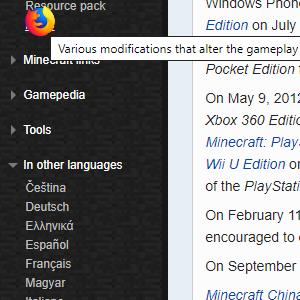 Resource pack
Various modifications that alter the gameplay
Minecraft links
Gamepedia
Tools
In other languages
Čeština
Deutsch
Ελληνικά
Español
Français
Magyar
Windows Phone
Edition on July
Pocket Edition
On May 9, 2012
Xbox 360 Editio
Minecraft: Play
Wii U Edition on
of the PlayStati
On February 11
encouraged to
On September
Minecraft China